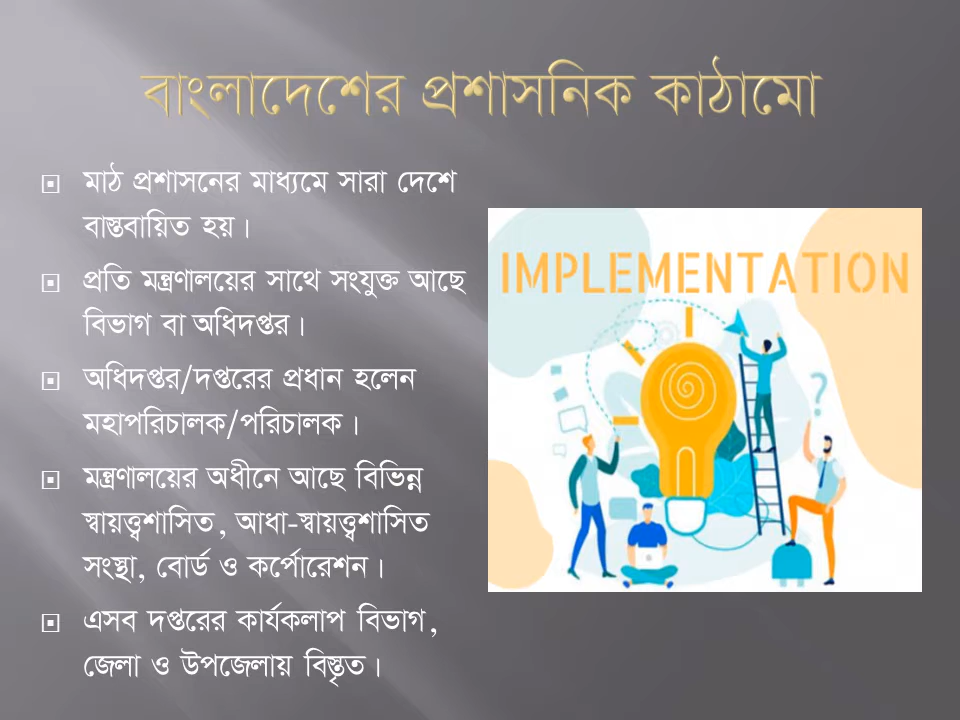 বাংলাদেশের প্রশাসনিক কাঠামো
মাঠ প্রশাসনের মাধ্যমে সারা দেশে
বাস্তবায়িত হয়।
প্রতি মন্ত্রণালয়ের সাথে সংযুক্ত আছে
বিভাগ বা অধিদপ্তর।
অধিদপ্তর/দপ্তরের প্রধান হলেন
মহাপরিচালক/পরিচালক।
মন্ত্রণালয়ের অধীনে আছে বিভিন্ন
স্বায়ত্ত্বশাসিত, আধা-স্বায়ত্ত্বশাসিত
সংস্থা, বোর্ড ও কর্পোরেশন।
এসব দপ্তরের কার্যকলাপ বিভাগ,
জেলা ও উপজেলায় বিস্তৃত।
IMPLEMENTATION